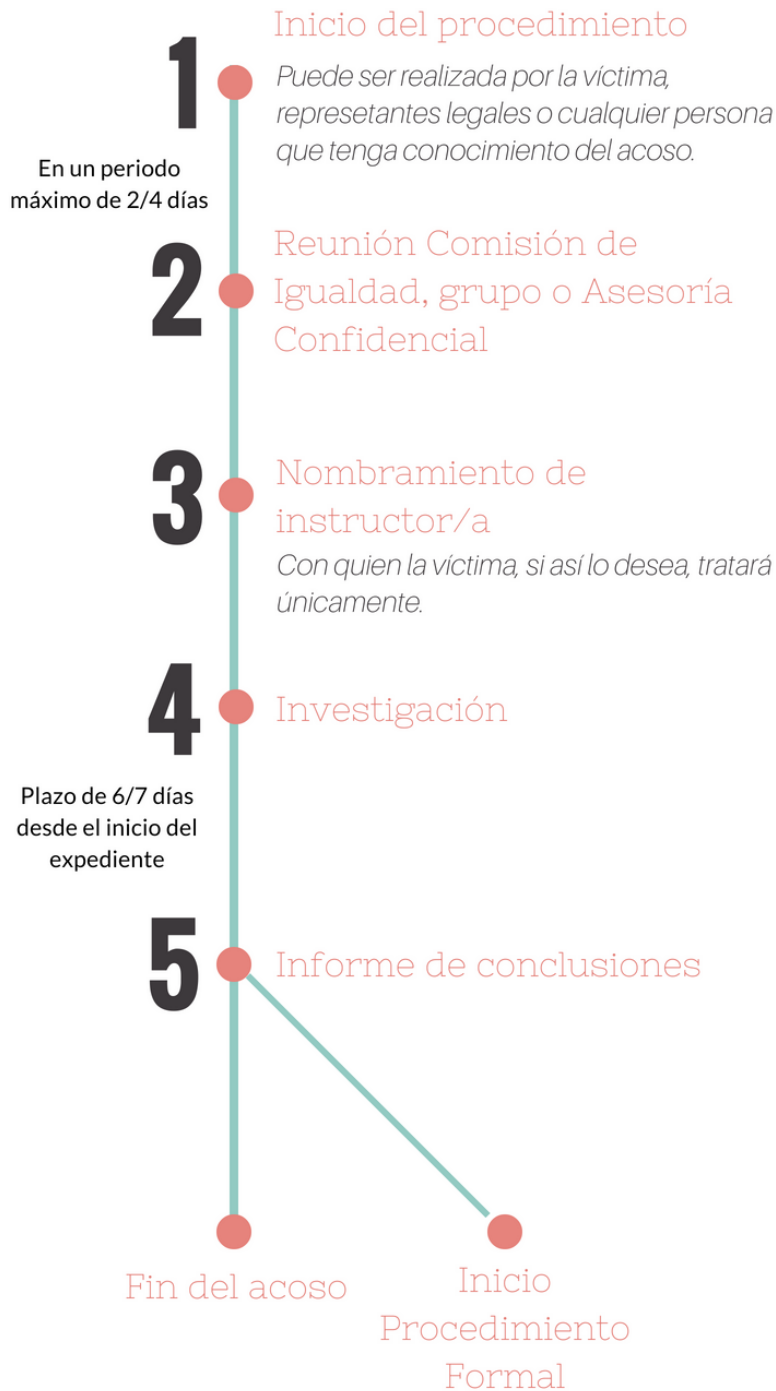 1
Inicio del procedimiento
Puede ser realizada por la víctima,
represetantes legales o cualquier persona
que tenga conocimiento del acoso.
En un periodo
máximo de 2/4 días
2
Reunión Comisión de
Igualdad, grupo o Asesoría
Confidencial
3
Nombramiento de
instructor/a
Con quien la víctima, si así lo desea, tratará
únicamente.
4
Investigación
Plazo de 6/7 días
desde el inicio del
expediente
5
Informe de conclusiones
Fin del acoso
Inicio
Procedimiento
Formal